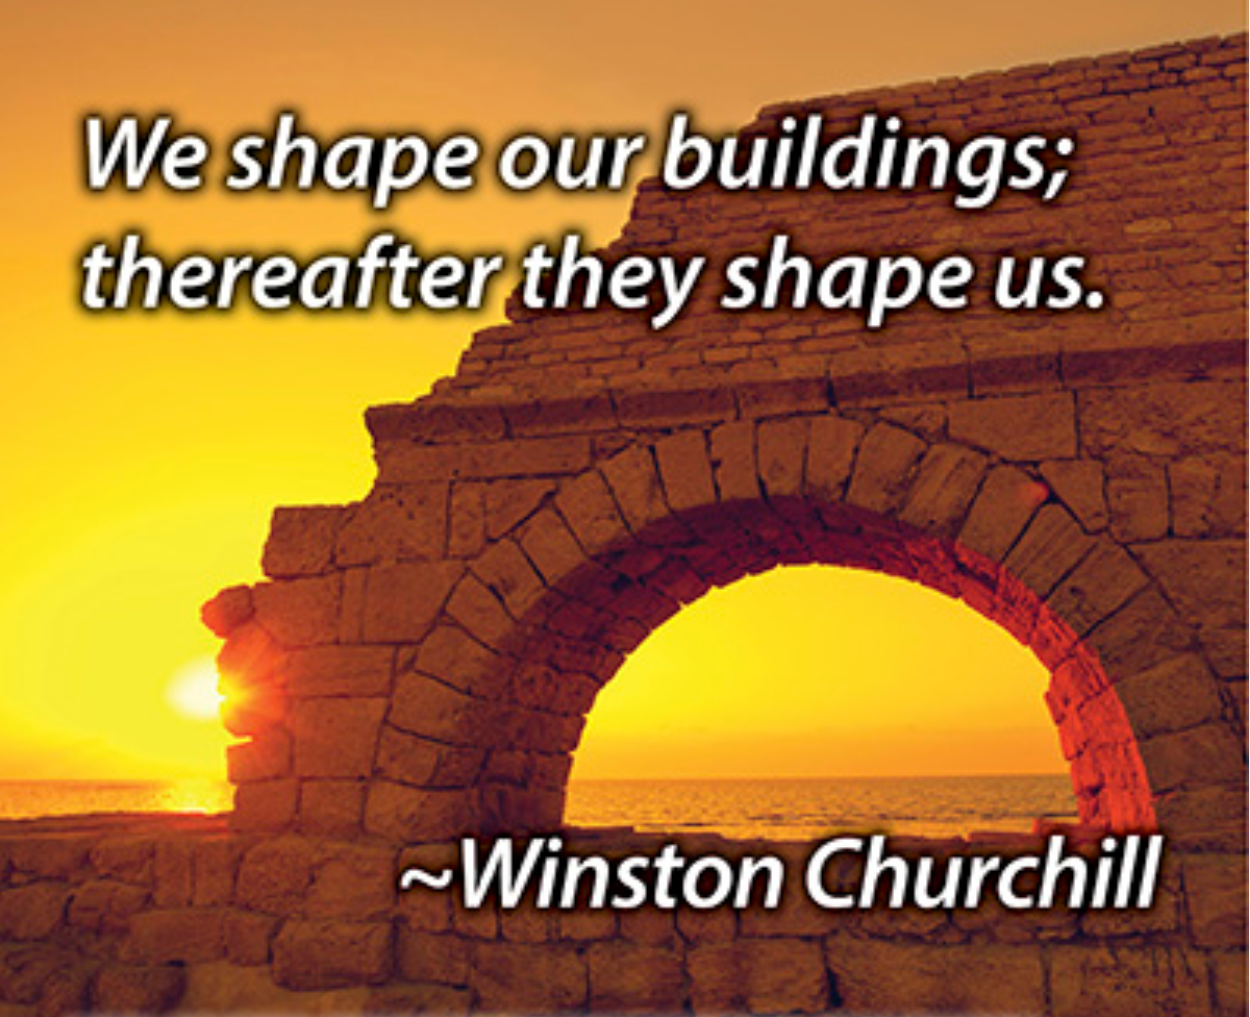 We shape our buildings;
thereafter they shape us.
~Winston Churchill